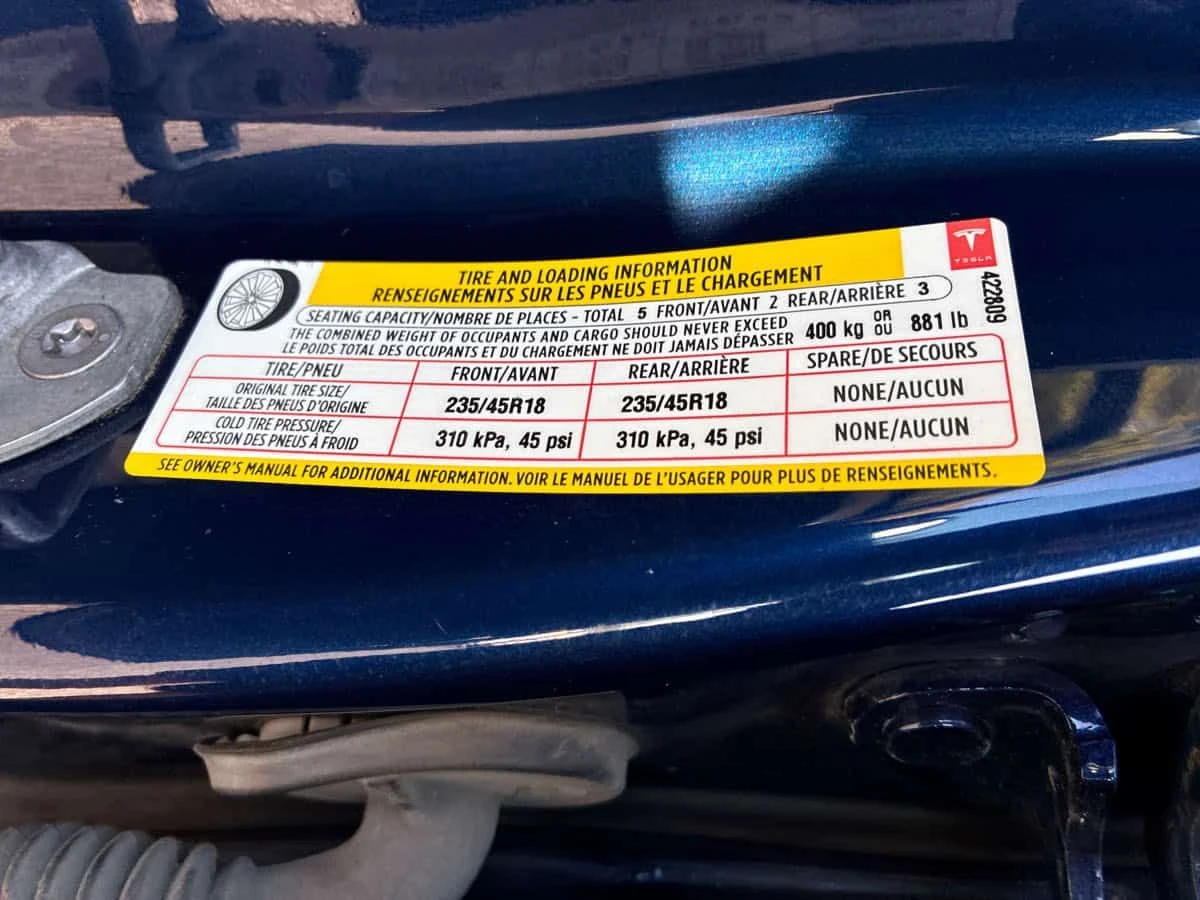 TIRE AND LOADING INFORMATION
RENSEIGNEMENTS SUR LES PNEUS ET LE CHARGEMENT
TESLA
4222809
SEATING CAPACITY/NOMBRE DE PLACES - TOTAL 5 FRONT/AVANT 2 REAR/ARRIÈRE 3
THE COMBINED WEIGHT OF OCCUPANTS AND CARGO SHOULD NEVER EXCEED
LE POIDS TOTAL DES OCCUPANTS ET DU CHARGEMENT NE DOIT JAMAIS DÉPASSER
400 kg OR OU 881 lb
TIRE/PNEU FRONT/AVANT REAR/ARRIÈRE SPARE/DE SECOURS
ORIGINAL TIRE SIZE/
TAILLE DES PNEUS D'ORIGINE 235/45R18 235/45R18 NONE/AUCUN
COLD TIRE PRESSURE/
PRESSION DES PNEUS À FROID 310 kPa, 45 psi 310 kPa, 45 psi NONE/AUCUN
SEE OWNER'S MANUAL FOR ADDITIONAL INFORMATION. VOIR LE MANUEL DE L'USAGER POUR PLUS DE RENSEIGNEMENTS.